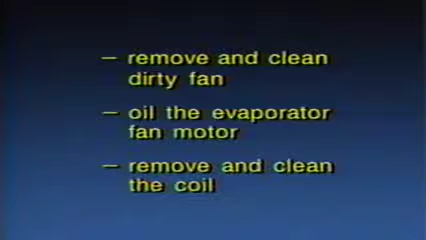 – remove and clean
dirty fan
– oil the evaporator
fan motor
– remove and clean
the coil